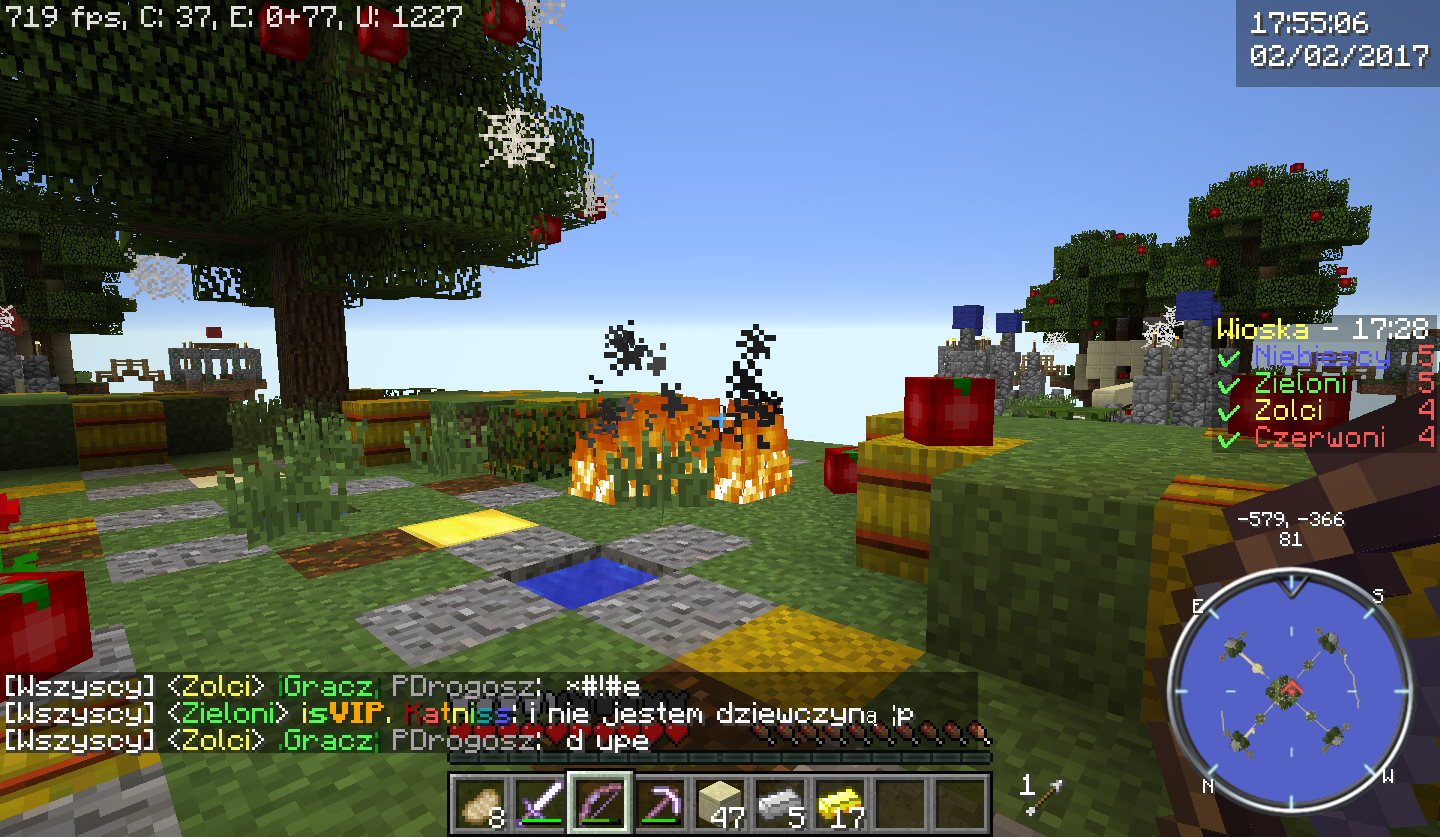 719 fps, C: 37, E: 0+77, U: 1227
17:55:06
02/02/2017
Wioska - 17:28
✓ Niebiescy 5
✓ Zieloni 5
✓ Zolci 4
✓ Czerwoni 4
-579, -366
81
E
S
N
W
[Wszyscy] <Zolci> iGracz¡ PDrogosz: x#!#e
[Wszyscy] <Zieloni> isVIP. Katniss: i nie jestem dziewczyną ;p
[Wszyscy] <Zolci> ¡Gracz¡ PDrogosz: d upe
8
47
5
17
1